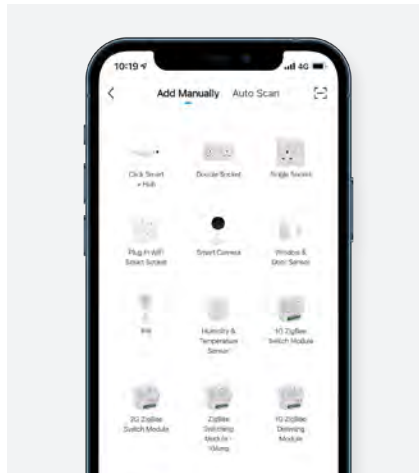 10:19
4G
Add Manually Auto Scan
Click Smart
+ Hub
Double Socket
Single Socket
Plug In WiFi
Smart Socket
Smart Camera
Window &
Door Sensor
PIR
Humidity &
Temperature
Sensor
1G ZigBee
Switch Module
2G ZigBee
Switch Module
ZigBee
Switching
Module -
1G ZigBee
Dimming
Module